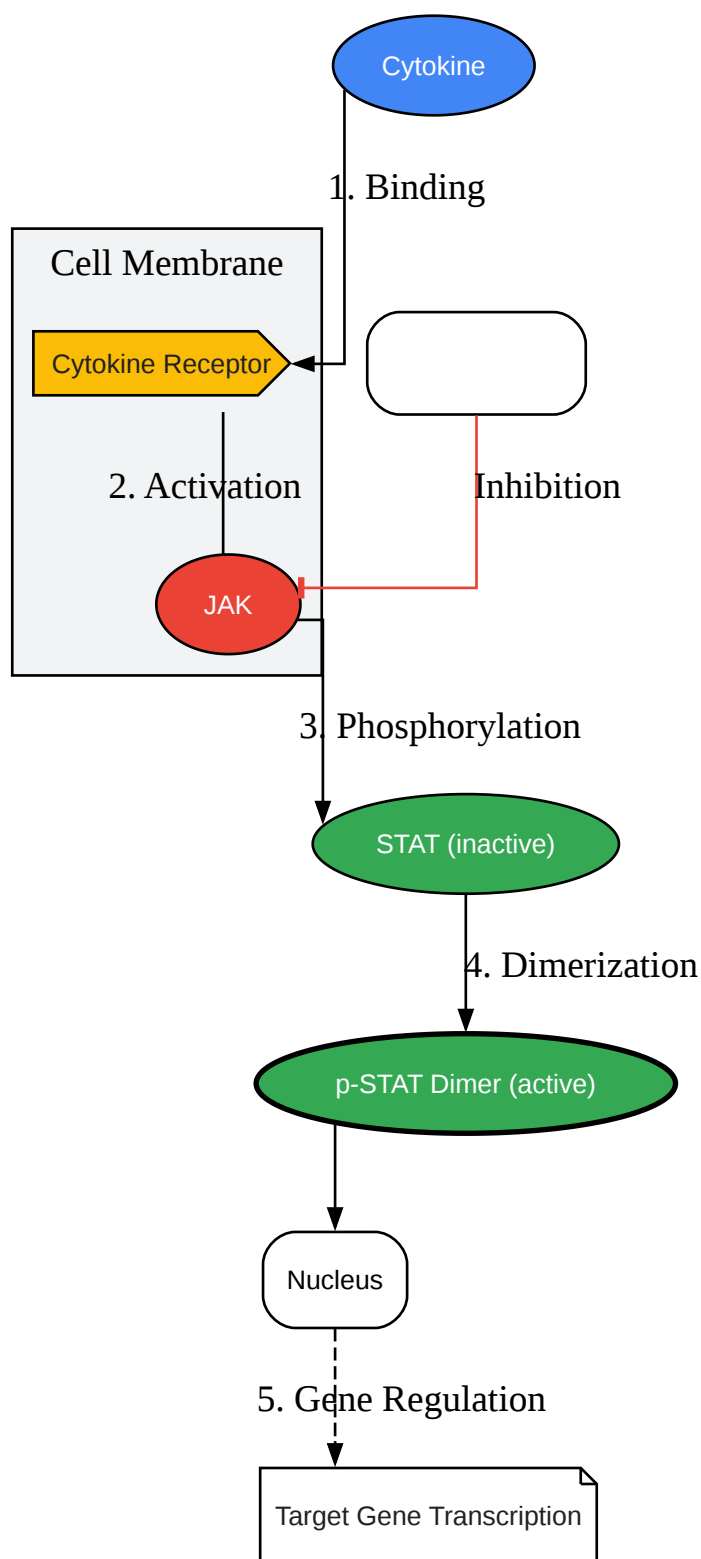 Cytokine
1. Binding
Cell Membrane
Cytokine Receptor
2. Activation
Inhibition
JAK
3. Phosphorylation
STAT (inactive)
4. Dimerization
p-STAT Dimer (active)
Nucleus
5. Gene Regulation
Target Gene Transcription